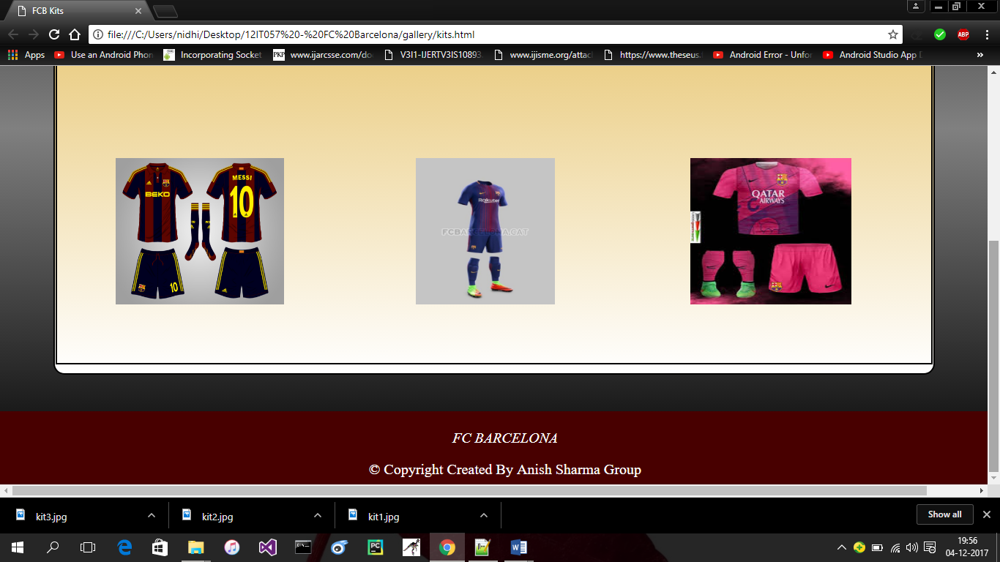 FCB Kits
file:///C:/Users/nidhi/Desktop/12IT057%20-%20FC%20Barcelona/gallery/kits.html
ABP
Apps
Use an Android Phon
Incorporating Socket
PKP
www.ijarcsse.com/do
V3I1-IJERTV3IS10893
www.ijisme.org/attac
https://www.theseus.
Android Error - Unfor
Android Studio App D
»
BEKO
MESSI
10
10
Rakuten
FCBARCELONA.CAT
QATAR
AIRWAYS
FC BARCELONA
© Copyright Created By Anish Sharma Group
kit3.jpg
kit2.jpg
kit1.jpg
Show all
PC
W
19:56
04-12-2017